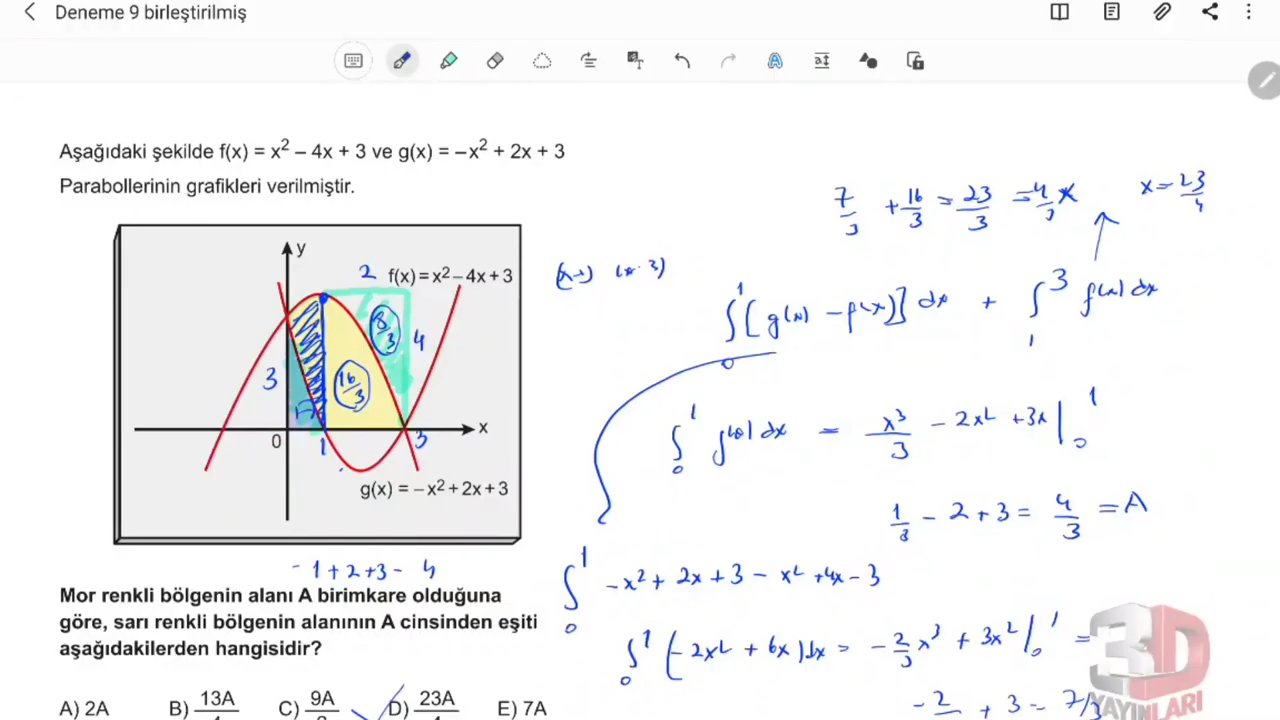 Deneme 9 birleştirilmiş
Aşağıdaki şekilde f(x) = x² – 4x + 3 ve g(x) = –x² + 2x + 3
Parabollerinin grafikleri verilmiştir.
7/3 + 16/3 = 23/3 = 4/3 x
x = 23/4
y
2
f(x) = x² – 4x + 3
(x-1) (x-3)
∫₀¹ [g(x) – f(x)] dx + ∫₁³ f(x) dx
8/3
4
3
16/3
A
x
0
1
3
∫₀¹ f(x) dx = x³/3 – 2x² + 3x |₀¹
g(x) = –x² + 2x + 3
1/3 – 2 + 3 = 4/3 = A
-1+2+3= 4
∫₀¹ –x² + 2x + 3 – x² + 4x – 3
Mor renkli bölgenin alanı A birimkare olduğuna
göre, sarı renkli bölgenin alanının A cinsinden eşiti
aşağıdakilerden hangisidir?
∫₀¹ (–2x² + 6x) dx = –2/3 x³ + 3x² |₀¹ =
A) 2A B) 13A/4 C) 9A/2 D) 23A/4 E) 7A
-2 + 3 = 7/3
3D
YAYINLARI